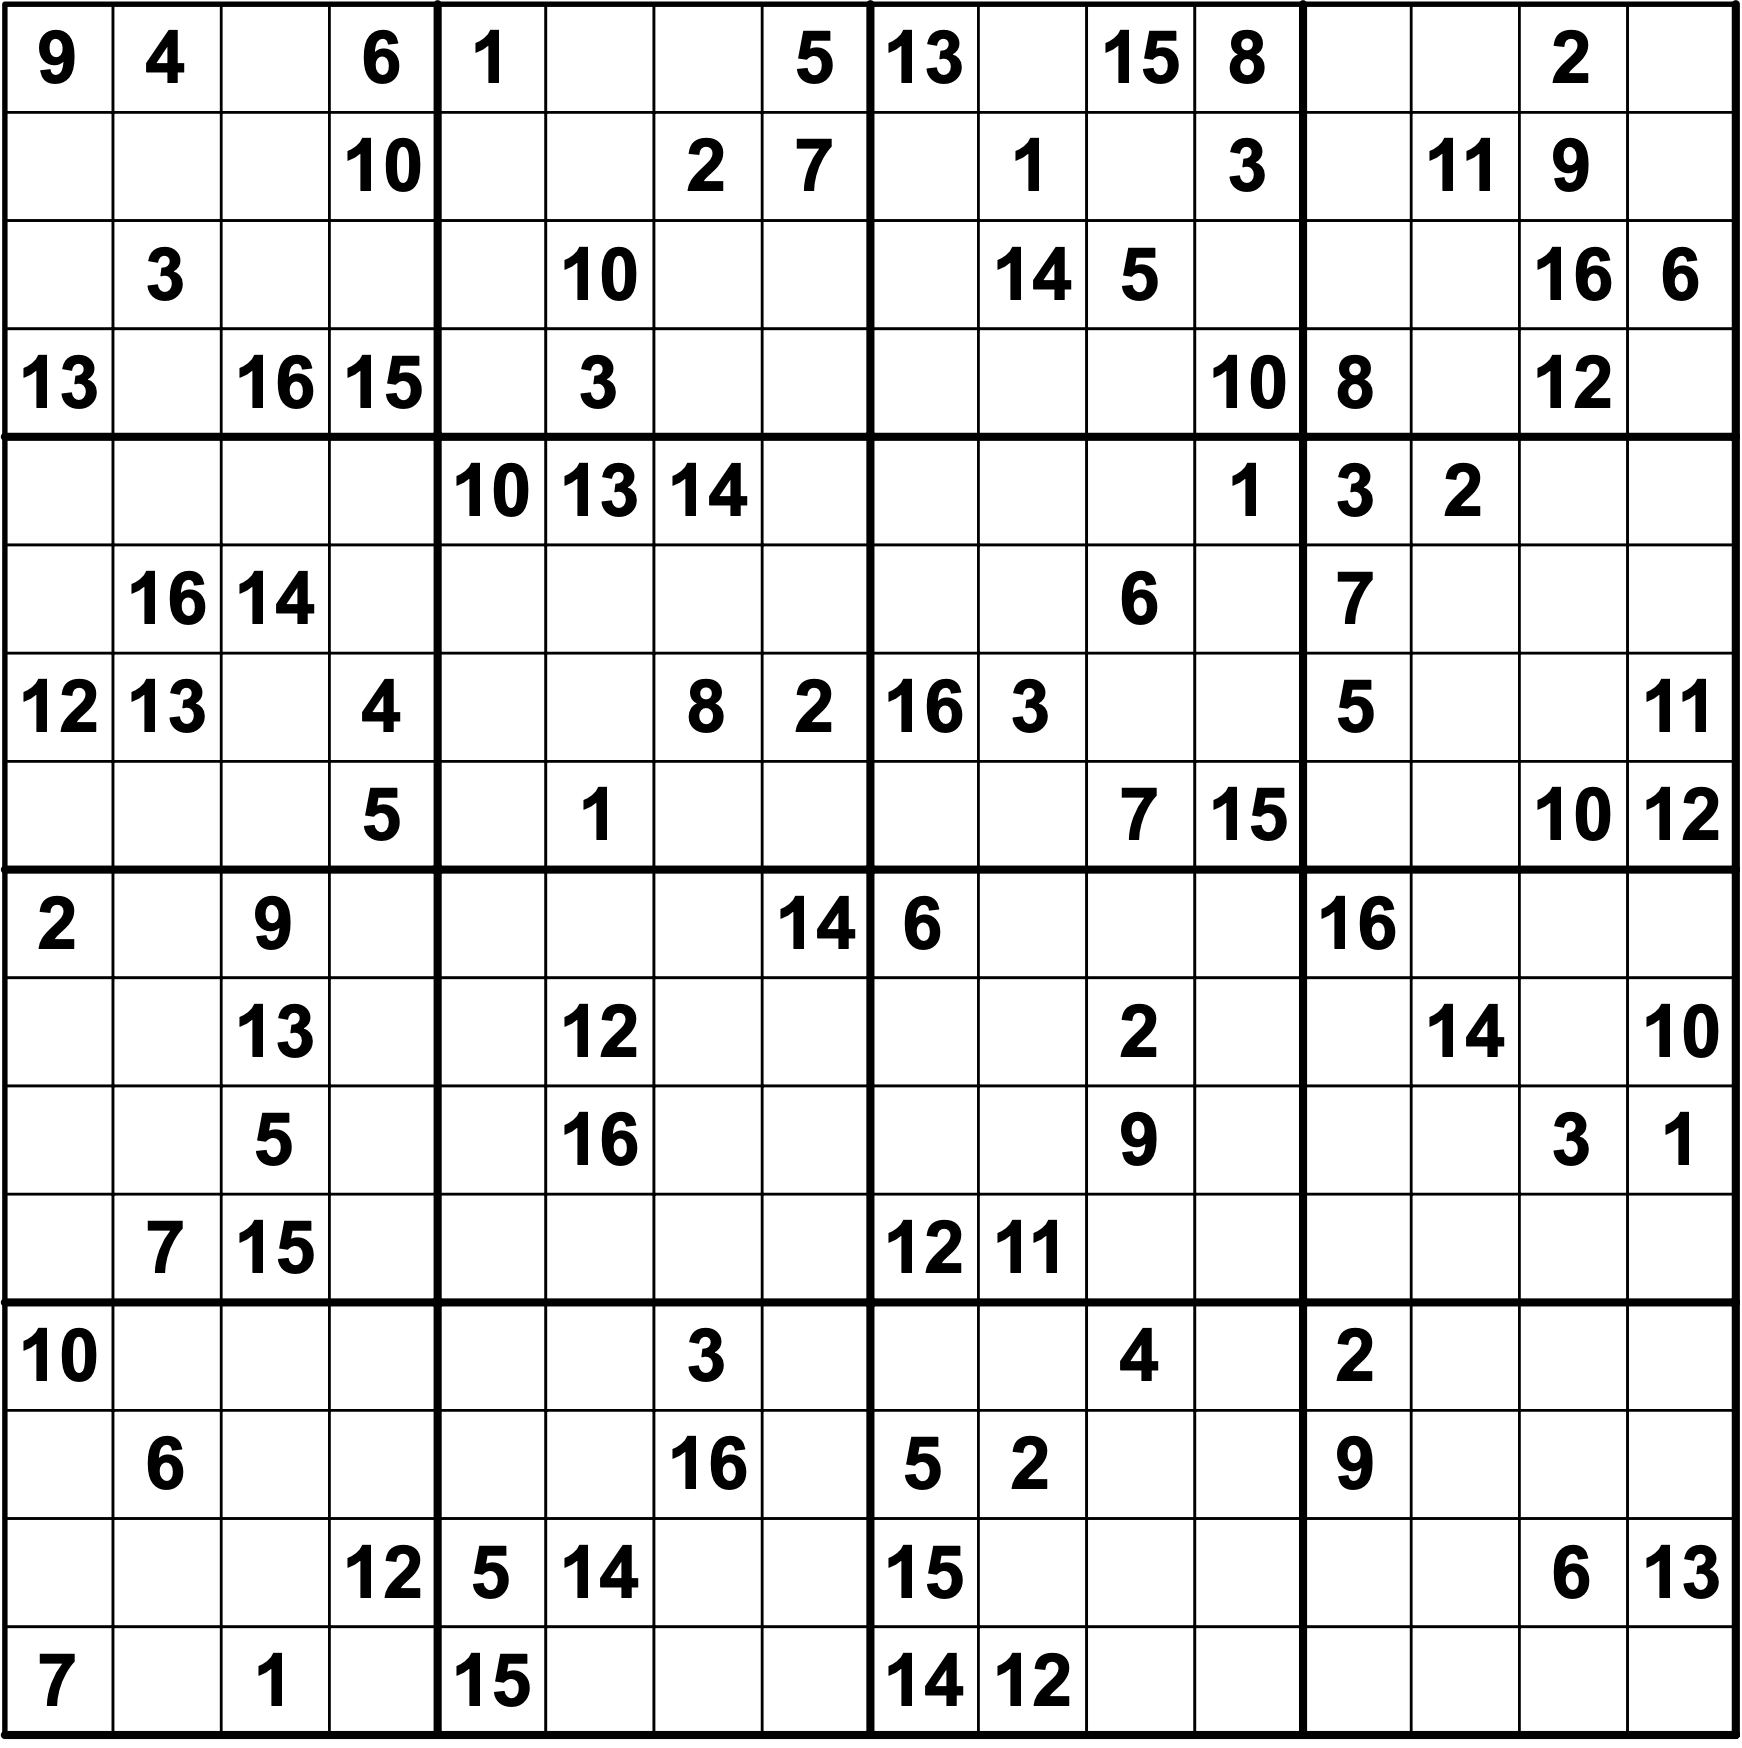 9 4 6 1 5 13 15 8 2
10 2 7 1 3 11 9
3 10 14 5 16 6
13 16 15 3 10 8 12
10 13 14 1 3 2
16 14 6 7
12 13 4 8 2 16 3 5 11
5 1 7 15 10 12
2 9 14 6 16
13 12 2 14 10
5 16 9 3 1
7 15 12 11
10 3 4 2
6 16 5 2 9
12 5 14 15 6 13
7 1 15 14 12